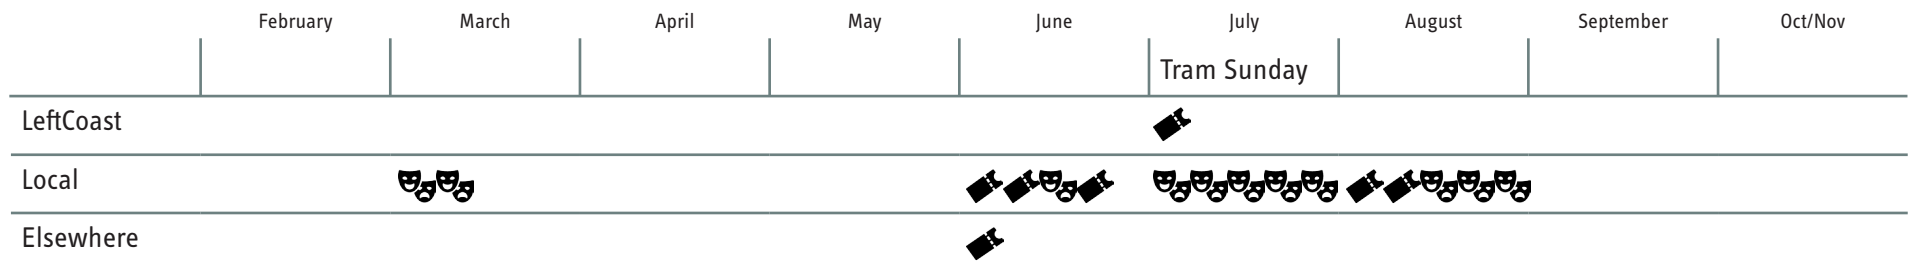 February March April May June July August September Oct/Nov
Tram Sunday
LeftCoast
Local
Elsewhere